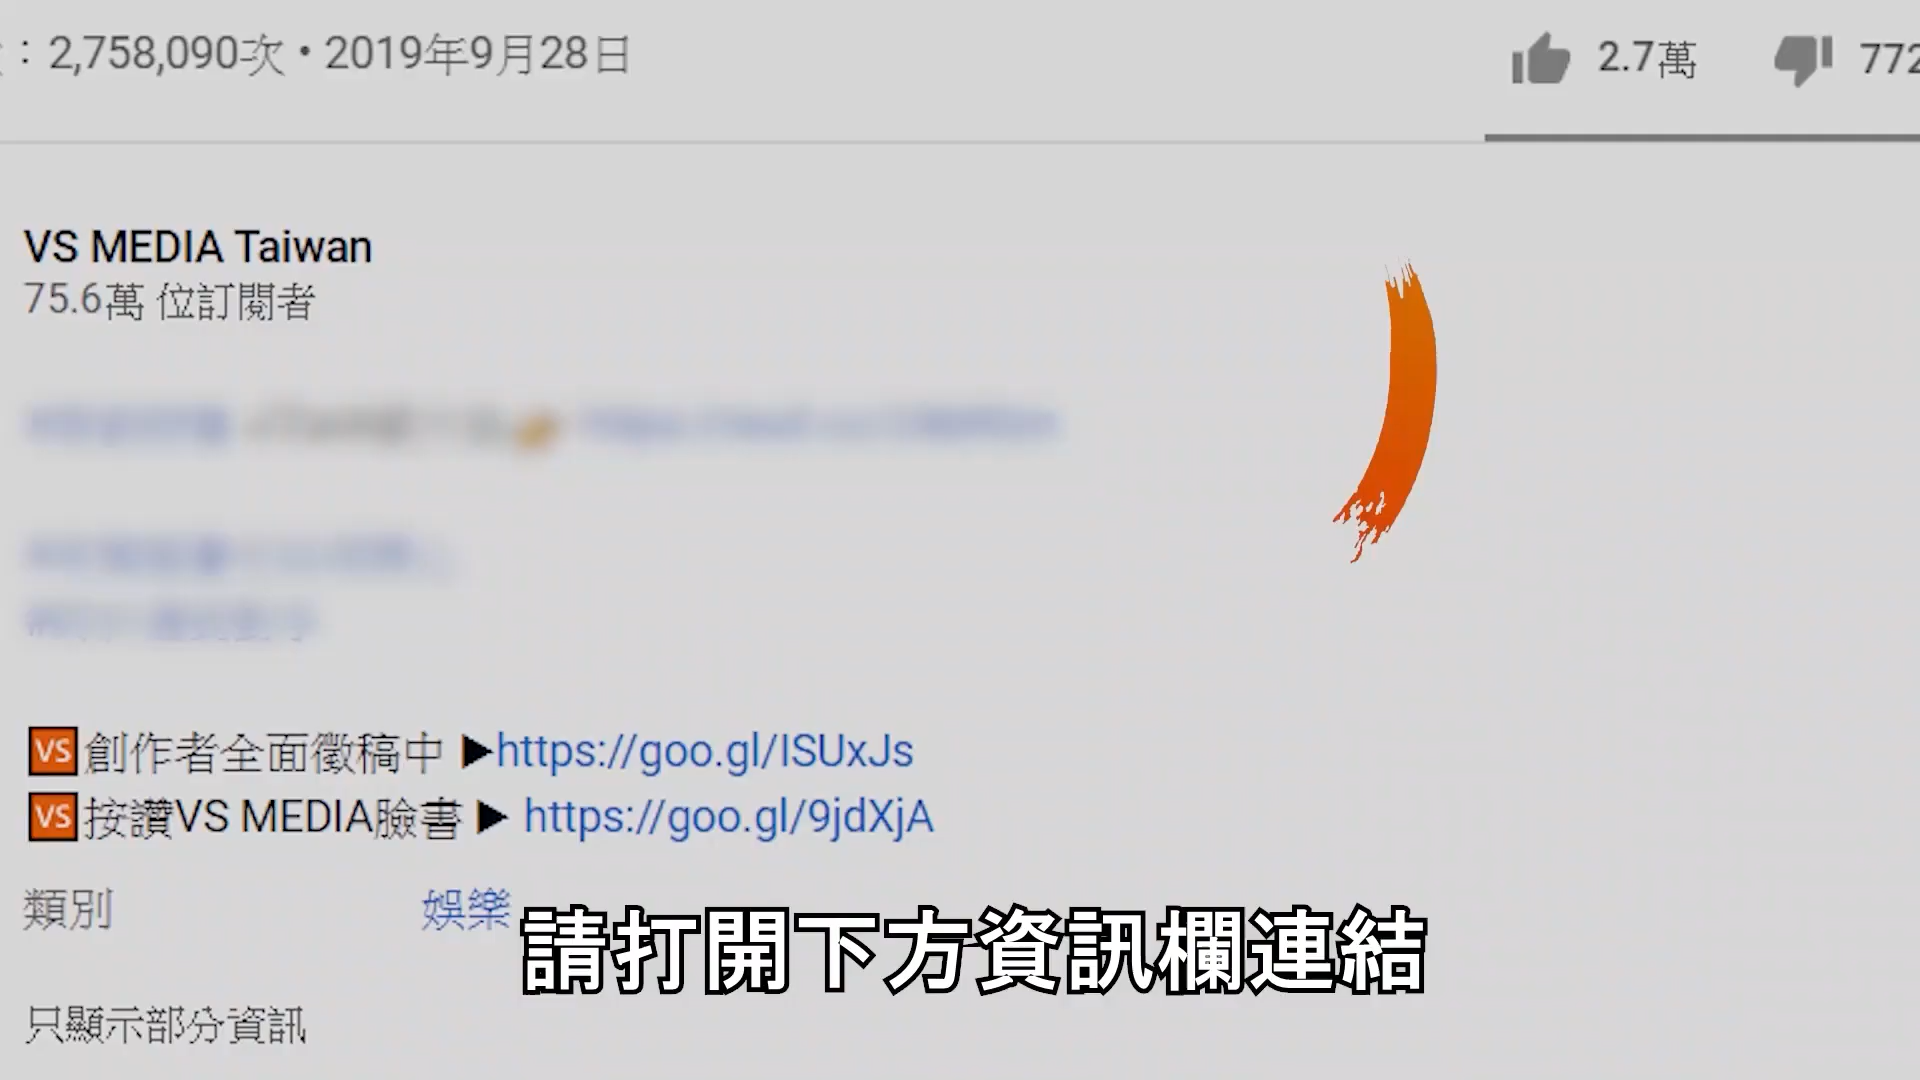 ：2,758,090次 • 2019年9月28日
2.7萬
772
VS MEDIA Taiwan
75.6萬 位訂閱者
VS 創作者全面徵稿中 ▶https://goo.gl/ISUxJs
VS 按讚VS MEDIA臉書 ▶ https://goo.gl/9jdXjA
類別 娛樂
請打開下方資訊欄連結
只顯示部分資訊